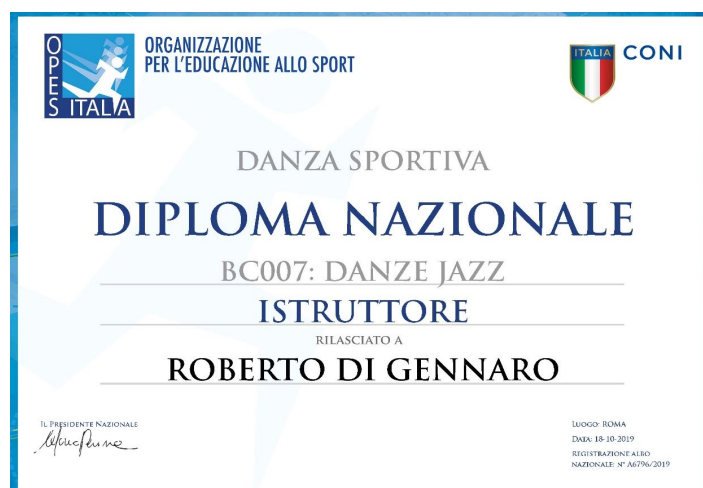 OPES ITALIA
ORGANIZZAZIONE
PER L'EDUCAZIONE ALLO SPORT
ITALIA
CONI
DANZA SPORTIVA
DIPLOMA NAZIONALE
BC007: DANZE JAZZ
ISTRUTTORE
RILASCIATO A
ROBERTO DI GENNARO
IL PRESIDENTE NAZIONALE
LUOGO: ROMA
DATA: 18-10-2019
REGISTRAZIONE ALBO
NAZIONALE: N° A6796/2019